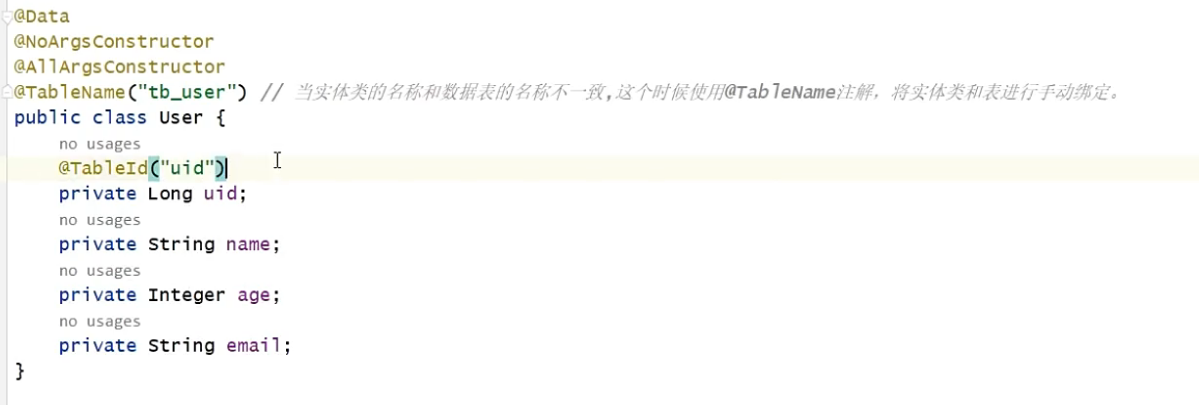 @Data
@NoArgsConstructor
@AllArgsConstructor
@TableName("tb_user") // 当实体类的名称和数据表的名称不一致,这个时候使用@TableName注解，将实体类和表进行手动绑定。
public class User {
no usages
@TableId("uid")
private Long uid;
no usages
private String name;
no usages
private Integer age;
no usages
private String email;
}